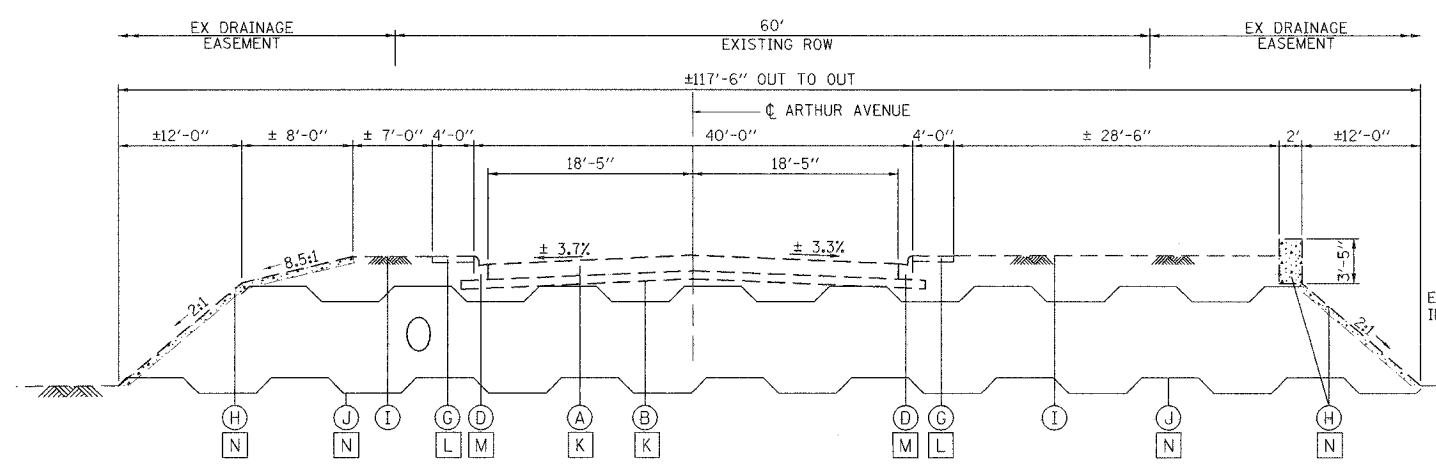 EX DRAINAGE
EASEMENT
60'
EXISTING ROW
EX DRAINAGE
EASEMENT
±117'-6" OUT TO OUT
℄ ARTHUR AVENUE
±12'-0"
± 8'-0"
± 7'-0"
4'-0"
40'-0"
4'-0"
± 28'-6"
2'
±12'-0"
18'-5"
18'-5"
8.5:1
± 3.7%
± 3.3%
3'-5"
2:1
2:1
H
J
I
G
D
A
B
D
G
I
J
H
N
N
L
M
K
K
M
L
N
N